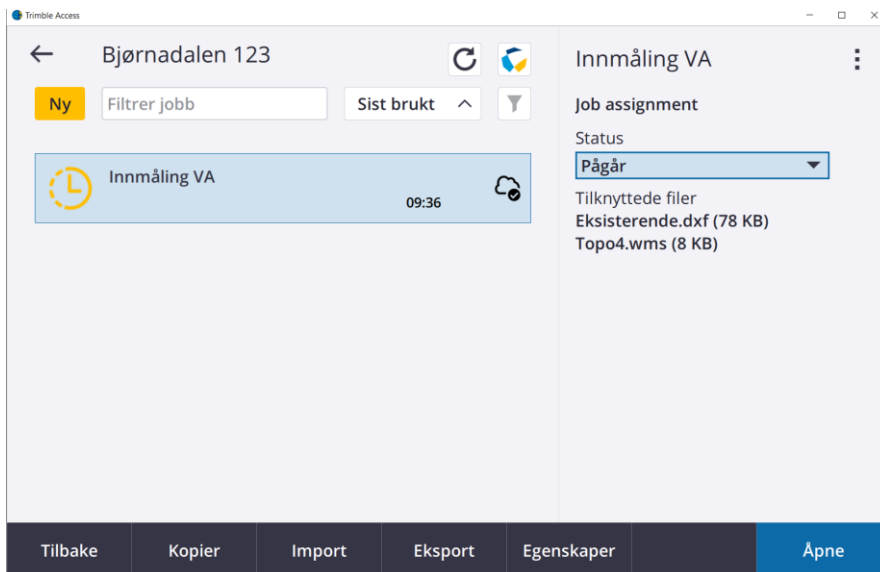 Trimble Access
Bjørnadalen 123
Ny
Filtrer jobb
Sist brukt
Innmåling VA
09:36
Innmåling VA
Job assignment
Status
Pågår
Tilknyttede filer
Eksisterende.dxf (78 KB)
Topo4.wms (8 KB)
Tilbake
Kopier
Import
Eksport
Egenskaper
Åpne